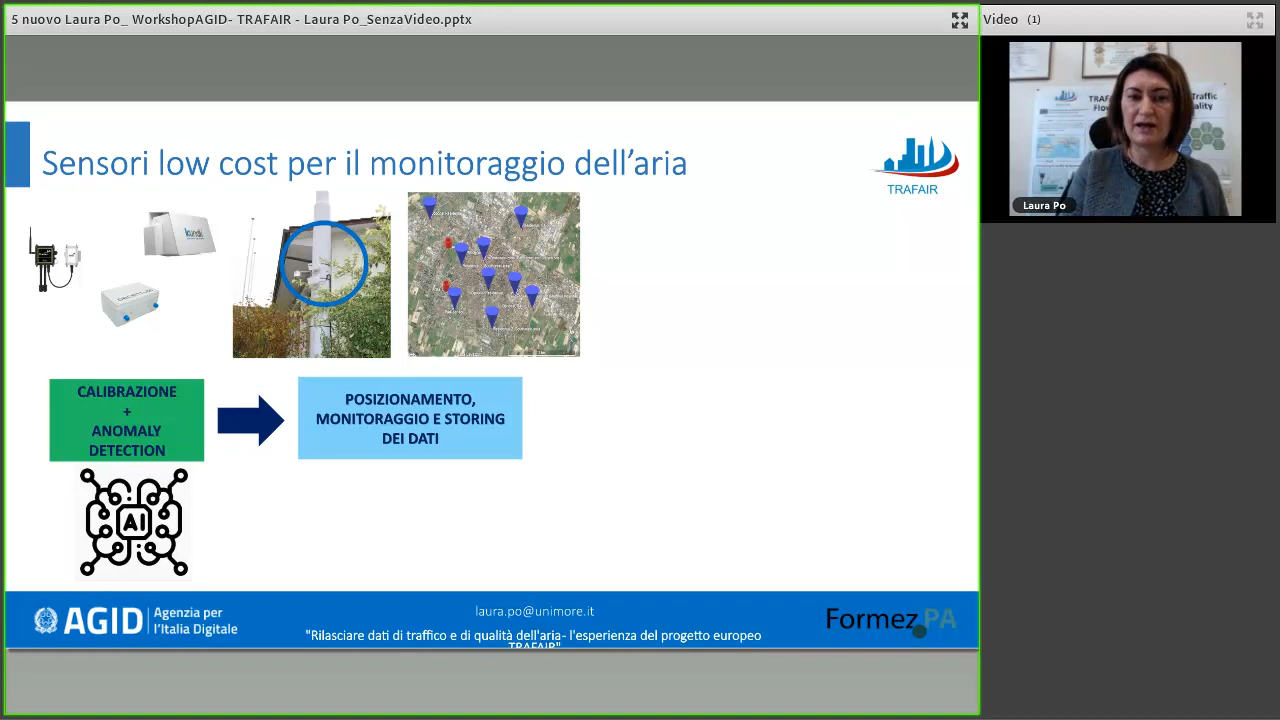 5 nuovo Laura Po_ WorkshopAGID- TRAFAIR - Laura Po_SenzaVideo.pptx
Video (1)
Laura Po
Sensori low cost per il monitoraggio dell'aria
TRAFAIR
CALIBRAZIONE
+
ANOMALY
DETECTION
POSIZIONAMENTO,
MONITORAGGIO E STORING
DEI DATI
AI
AGID
Agenzia per
l'Italia Digitale
laura.po@unimore.it
"Rilasciare dati di traffico e di qualità dell'aria- l'esperienza del progetto europeo
TRAFAIR"
FormezPA